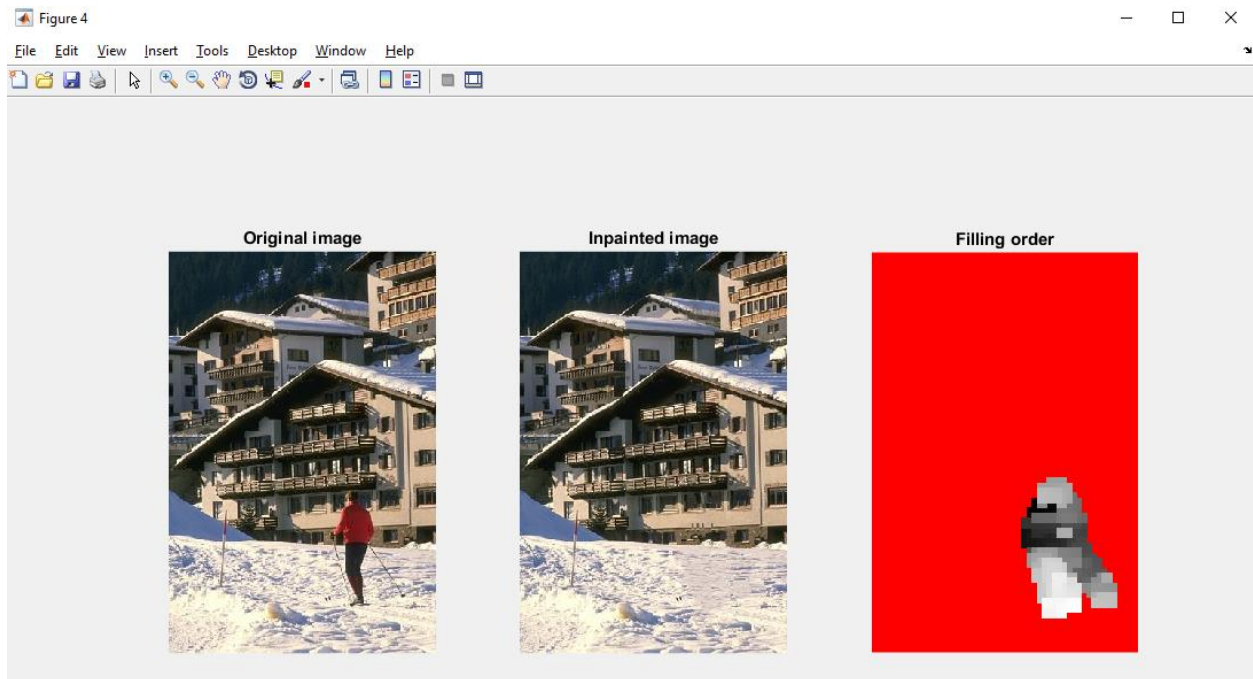 Figure 4
File Edit View Insert Tools Desktop Window Help
Original image
Inpainted image
Filling order